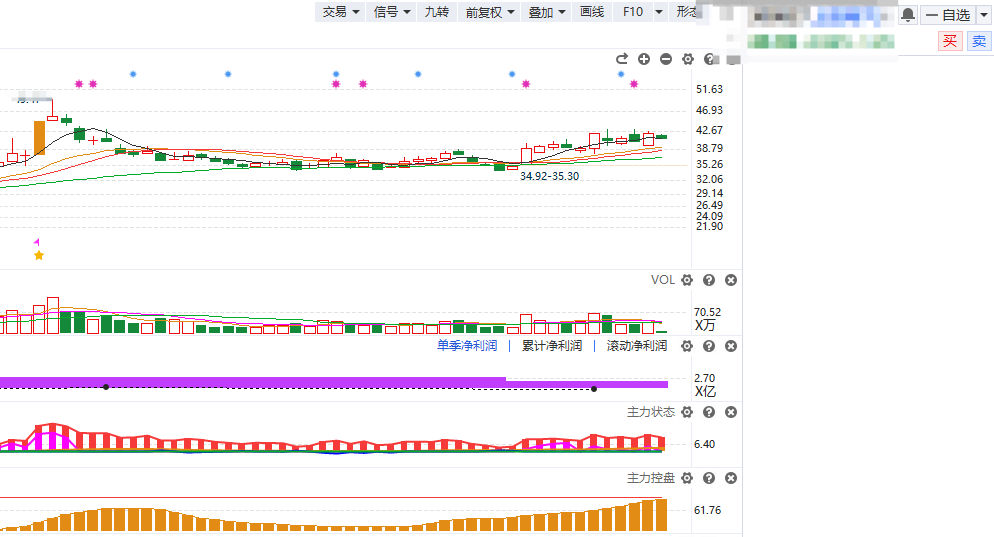 交易 信号 九转 前复权 叠加 画线 F10 形态
一 自选
买 卖
51.63
46.93
42.67
38.79
35.26
32.06
29.14
26.49
24.09
21.90
34.92-35.30
VOL
70.52
X万
单季净利润 | 累计净利润 | 滚动净利润
2.70
X亿
主力状态
6.40
主力控盘
61.76